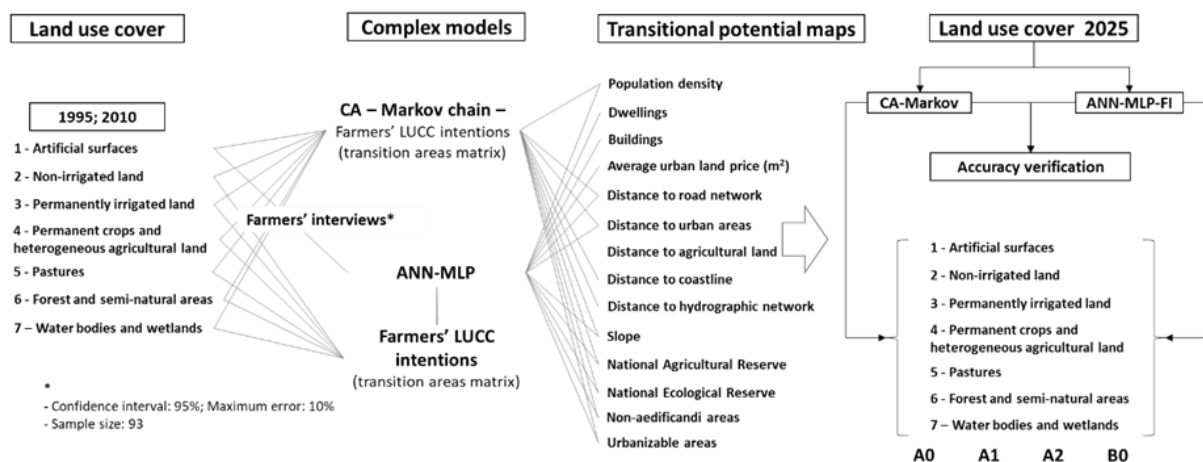 Land use cover
1995; 2010
1 - Artificial surfaces
2 - Non-irrigated land
3 - Permanently irrigated land
4 - Permanent crops and
heterogeneous agricultural land
5 - Pastures
6 - Forest and semi-natural areas
7 – Water bodies and wetlands
*
- Confidence interval: 95%; Maximum error: 10%
- Sample size: 93
Farmers' interviews*
Complex models
CA – Markov chain –
Farmers' LUCC intentions
(transition areas matrix)
ANN-MLP
Farmers' LUCC
intentions
(transition areas matrix)
Transitional potential maps
Population density
Dwellings
Buildings
Average urban land price (m²)
Distance to road network
Distance to urban areas
Distance to agricultural land
Distance to coastline
Distance to hydrographic network
Slope
National Agricultural Reserve
National Ecological Reserve
Non-aedificandi areas
Urbanizable areas
Land use cover 2025
CA-Markov
ANN-MLP-FI
Accuracy verification
1 - Artificial surfaces
2 - Non-irrigated land
3 - Permanently irrigated land
4 - Permanent crops and
heterogeneous agricultural land
5 - Pastures
6 - Forest and semi-natural areas
7 – Water bodies and wetlands
A0 A1 A2 B0